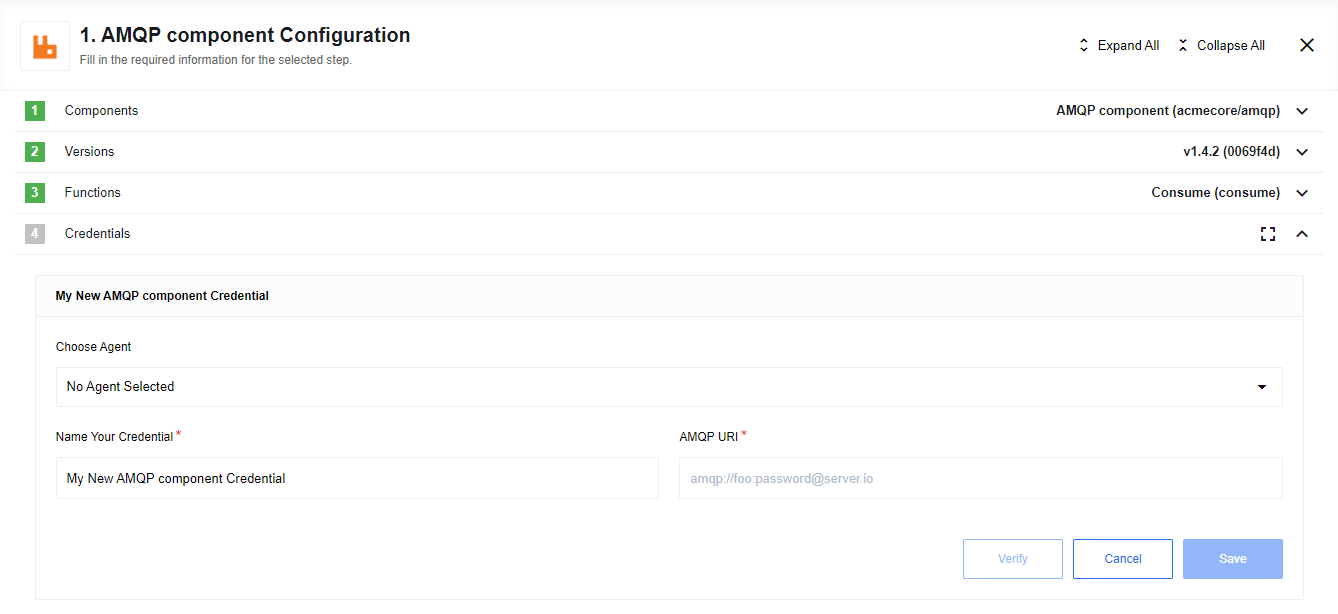 1. AMQP component Configuration
Fill in the required information for the selected step.
Expand All
Collapse All
1 Components AMQP component (acmecore/amqp)
2 Versions v1.4.2 (0069f4d)
3 Functions Consume (consume)
4 Credentials
My New AMQP component Credential
Choose Agent
No Agent Selected
Name Your Credential * AMQP URI *
My New AMQP component Credential amqp://foo:password@server.io
Verify Cancel Save